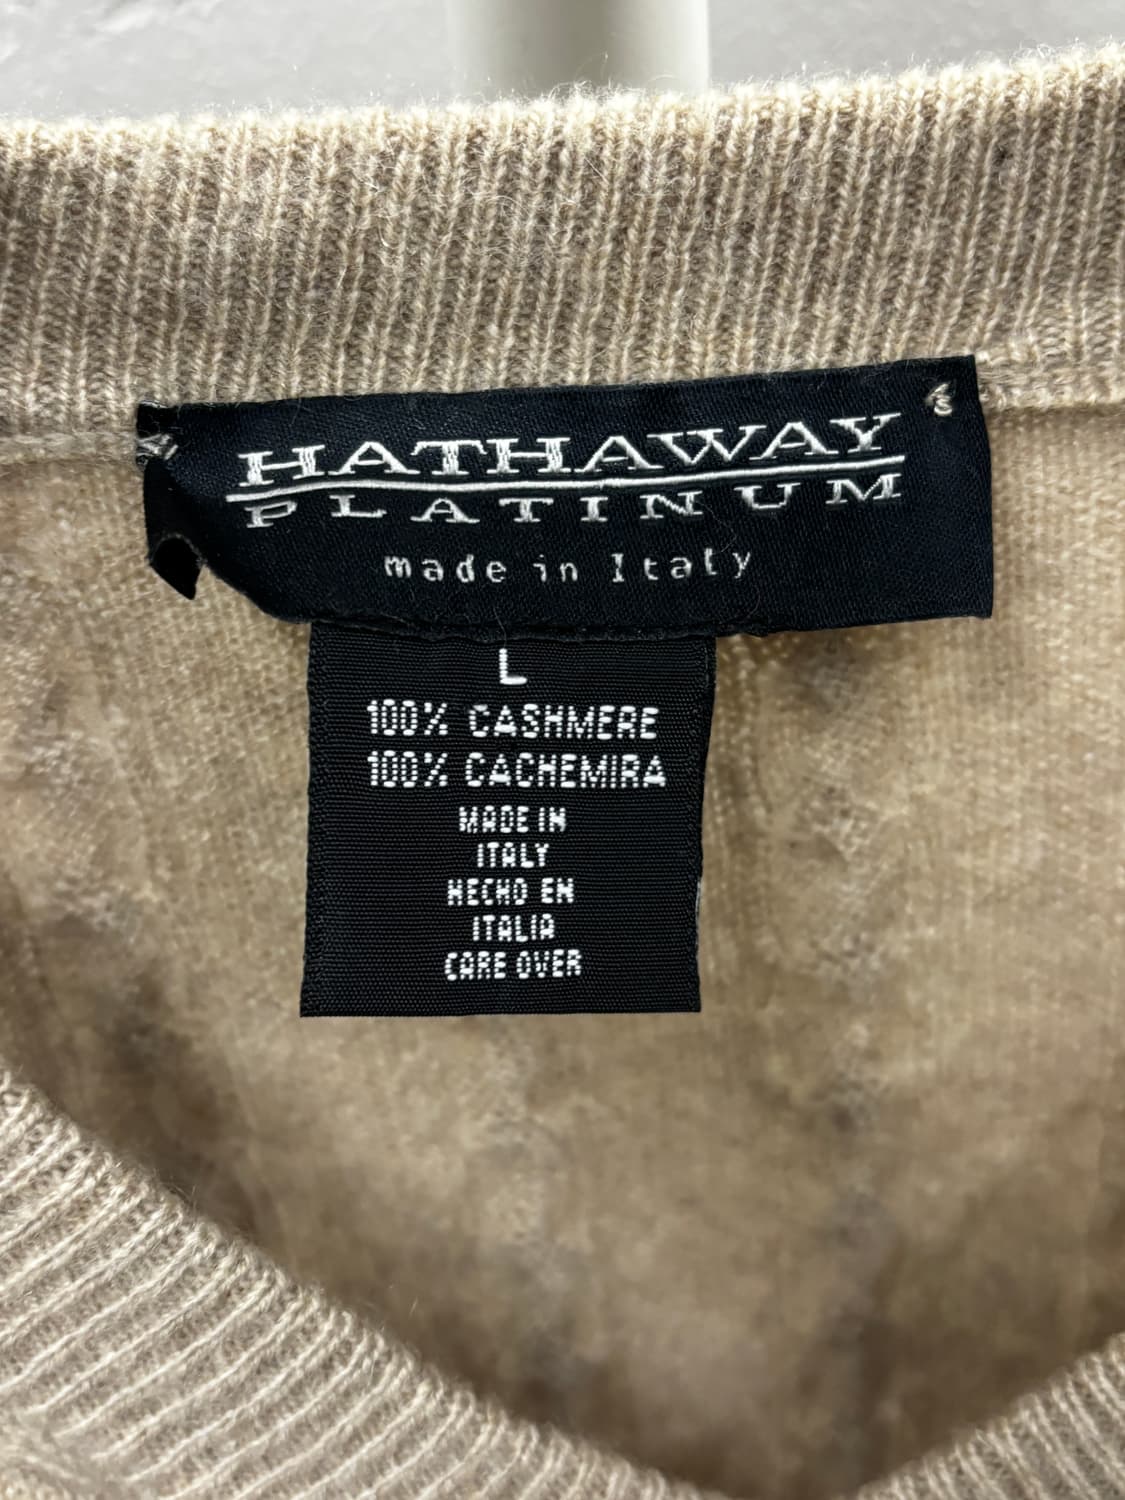 HATHAWAY
PLATINUM
made in Italy
L
100% CASHMERE
100% CACHEMIRA
MADE IN
ITALY
HECHO EN
ITALIA
CARE OVER